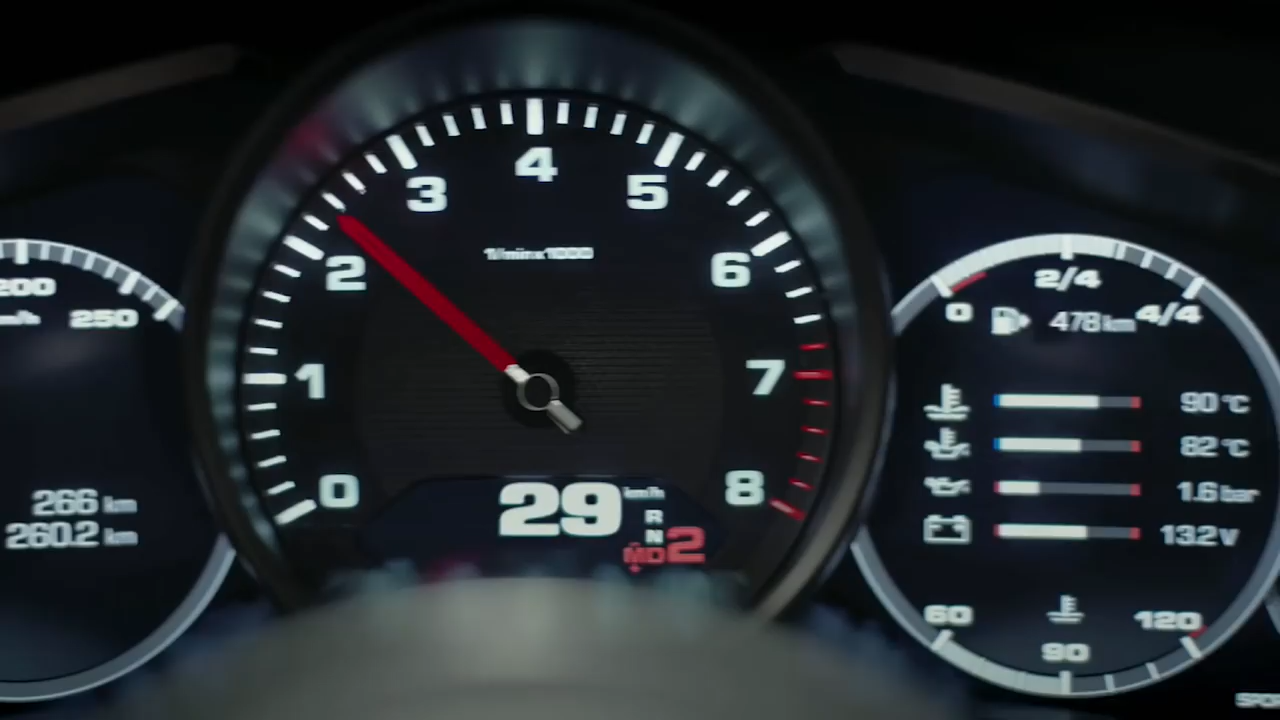 200
km/h
250
266 km
260.2 km
0
1
2
3
4
5
6
7
8
1/min x 1000
29 km/h
R
N
MD2
0
2/4
4/4
478 km
90 °C
82 °C
1.6 bar
13.2 V
60
90
120